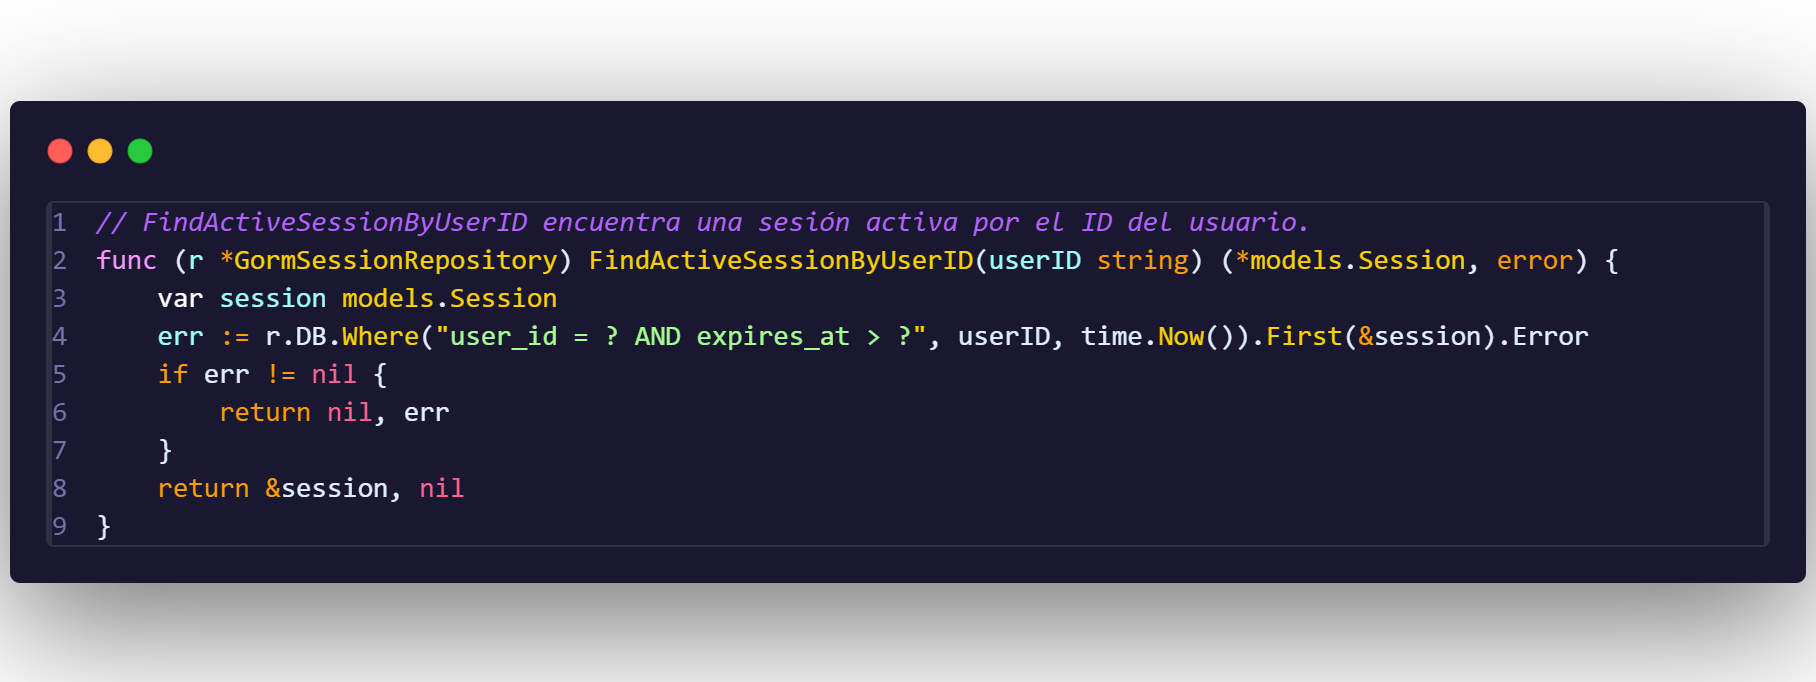 1 // FindActiveSessionByUserID encuentra una sesión activa por el ID del usuario.
2 func (r *GormSessionRepository) FindActiveSessionByUserID(userID string) (*models.Session, error) {
3     var session models.Session
4     err := r.DB.Where("user_id = ? AND expires_at > ?", userID, time.Now()).First(&session).Error
5     if err != nil {
6         return nil, err
7     }
8     return &session, nil
9 }